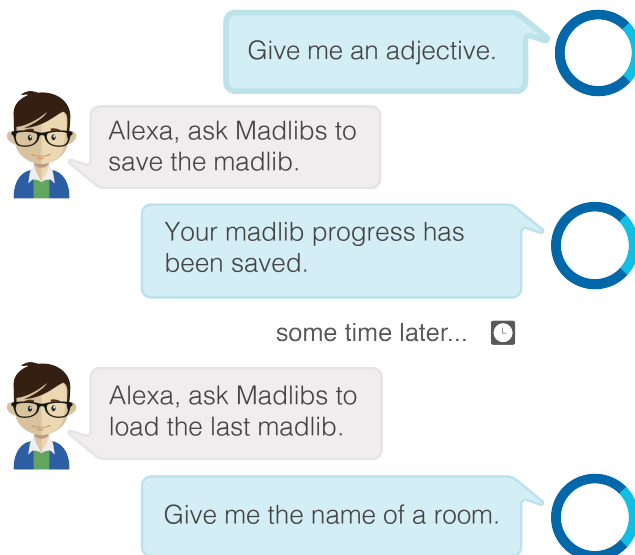 Give me an adjective.
Alexa, ask Madlibs to
save the madlib.
Your madlib progress has
been saved.
some time later...
Alexa, ask Madlibs to
load the last madlib.
Give me the name of a room.